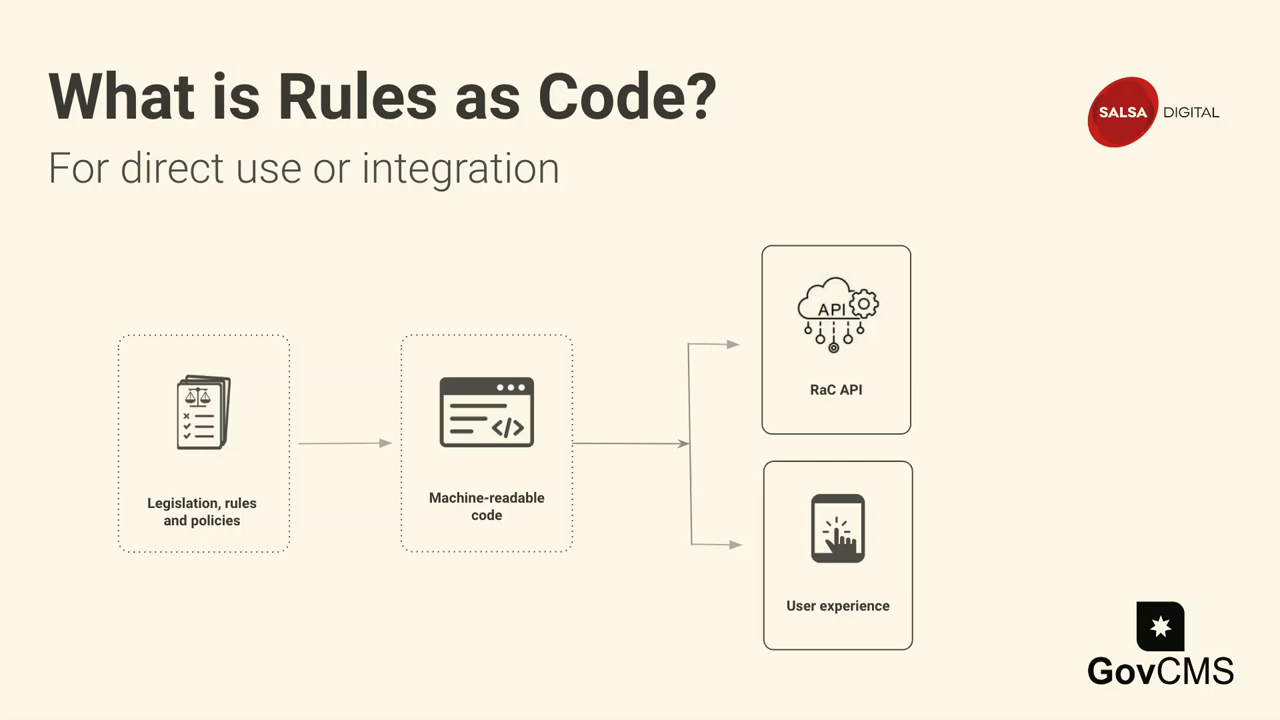 What is Rules as Code?
For direct use or integration
SALSA DIGITAL
Legislation, rules
and policies
Machine-readable
code
</>
API
RaC API
User experience
GovCMS